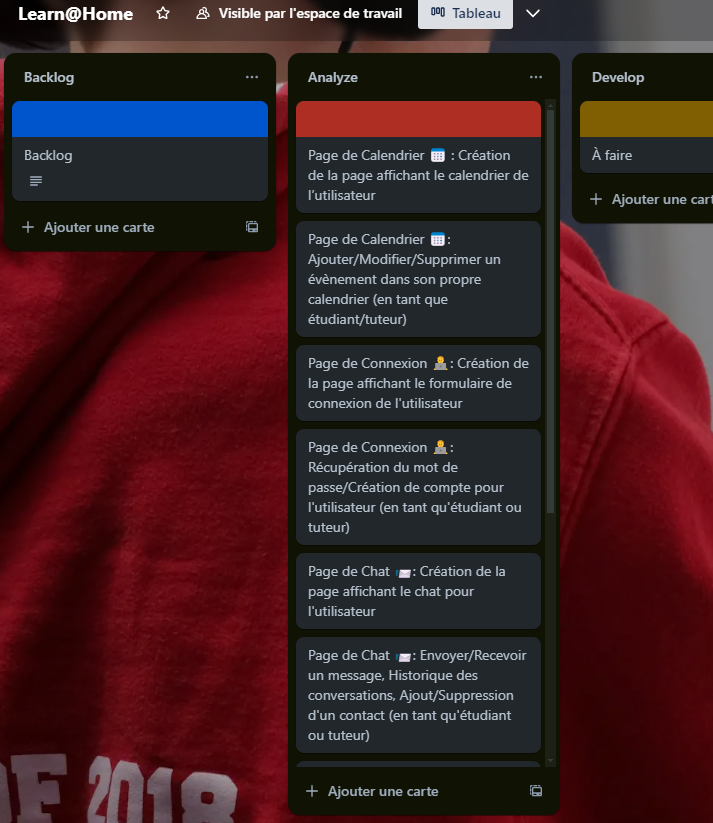 Learn@Home Visible par l'espace de travail Tableau
Backlog
Backlog
Ajouter une carte
Analyze
Page de Calendrier 📅 : Création
de la page affichant le calendrier de
l'utilisateur
Page de Calendrier 📅:
Ajouter/Modifier/Supprimer un
évènement dans son propre
calendrier (en tant que
étudiant/tuteur)
Page de Connexion 🧑‍💻: Création de
la page affichant le formulaire de
connexion de l'utilisateur
Page de Connexion 🧑‍💻:
Récupération du mot de
passe/Création de compte pour
l'utilisateur (en tant qu'étudiant ou
tuteur)
Page de Chat 📨: Création de la
page affichant le chat pour
l'utilisateur
Page de Chat 📨: Envoyer/Recevoir
un message, Historique des
conversations, Ajout/Suppression
d'un contact (en tant qu'étudiant
ou tuteur)
Ajouter une carte
Develop
À faire
Ajouter une
OF 2018